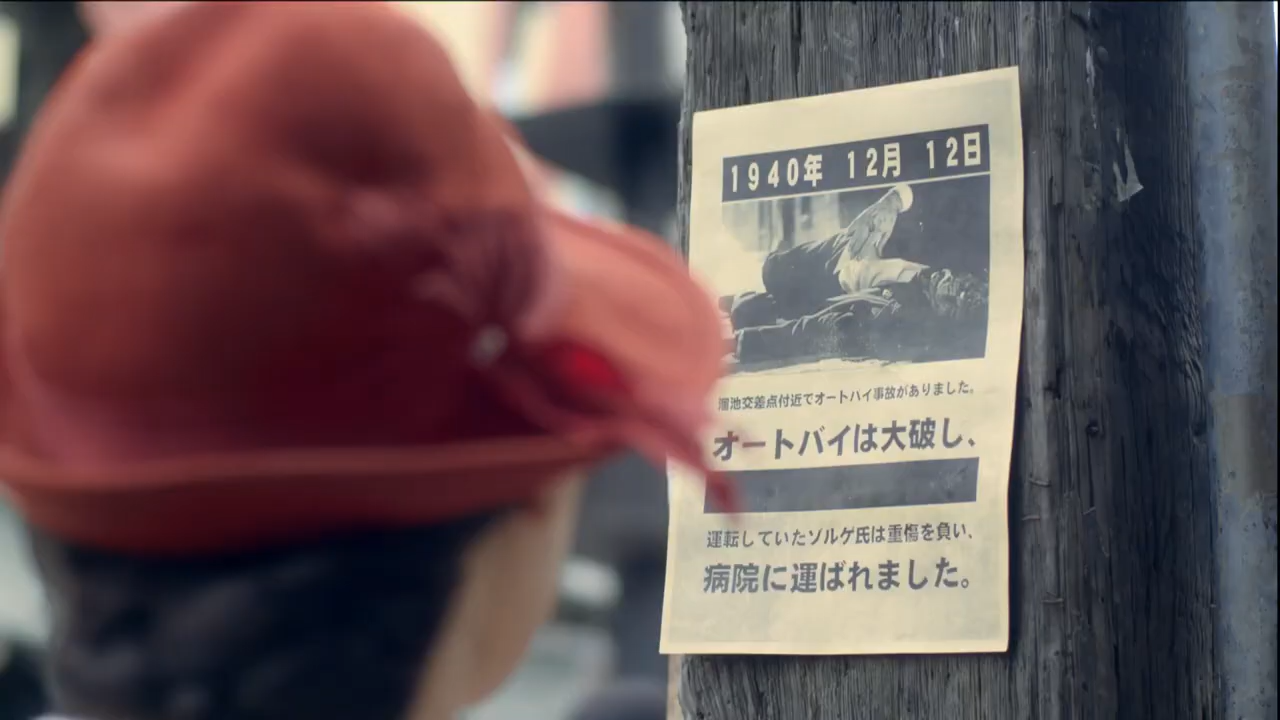 1940年 12月 12日
溜池交差点付近でオートバイ事故がありました。
オートバイは大破し、
運転していたゾルゲ氏は重傷を負い、
病院に運ばれました。